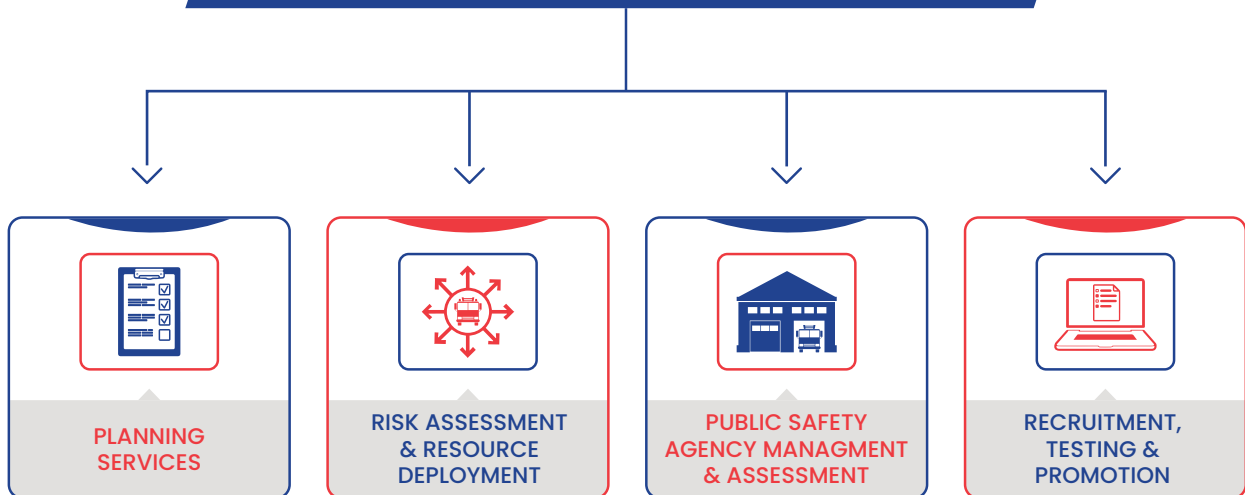 PLANNING
SERVICES
RISK ASSESSMENT
& RESOURCE
DEPLOYMENT
PUBLIC SAFETY
AGENCY MANAGMENT
& ASSESSMENT
RECRUITMENT,
TESTING &
PROMOTION